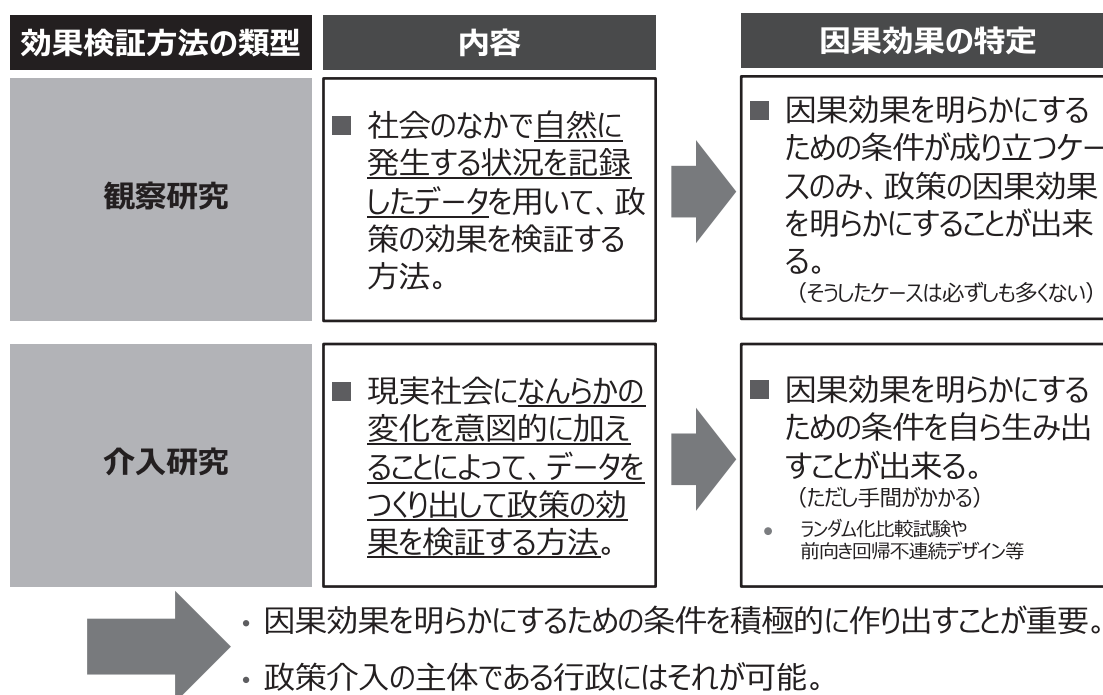 効果検証方法の類型
内容
因果効果の特定
観察研究
■ 社会のなかで自然に
発生する状況を記録
したデータを用いて、政
策の効果を検証する
方法。
■ 因果効果を明らかにする
ための条件が成り立つケー
スのみ、政策の因果効果
を明らかにすることが出来
る。
（そうしたケースは必ずしも多くない）
介入研究
■ 現実社会になんらかの
変化を意図的に加え
ることによって、データを
つくり出して政策の効
果を検証する方法。
■ 因果効果を明らかにする
ための条件を自ら生み出
すことが出来る。
（ただし手間がかかる）
• ランダム化比較試験や
前向き回帰不連続デザイン等
• 因果効果を明らかにするための条件を積極的に作り出すことが重要。
• 政策介入の主体である行政にはそれが可能。